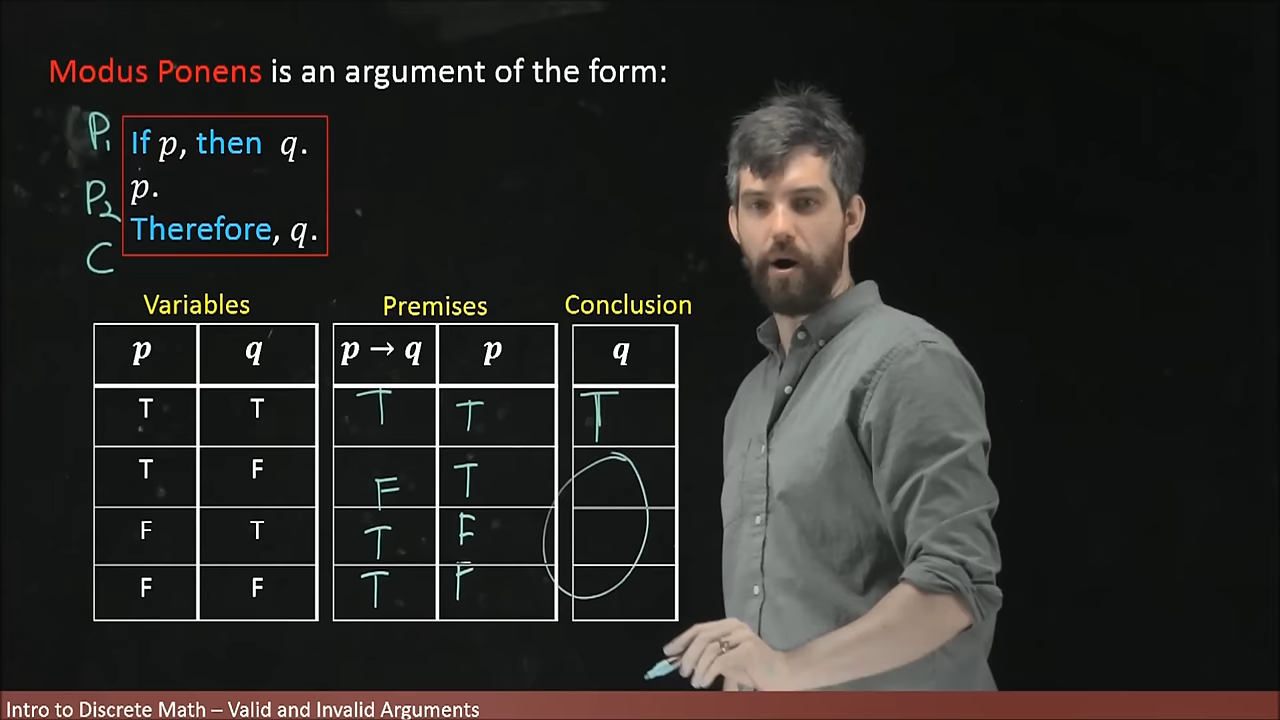 Modus Ponens is an argument of the form:
P₁ If p, then q.
P₂ p.
C Therefore, q.
Variables Premises Conclusion
p q p → q p q
T T T T T
T F F T
F T T F
F F T F
Intro to Discrete Math – Valid and Invalid Arguments